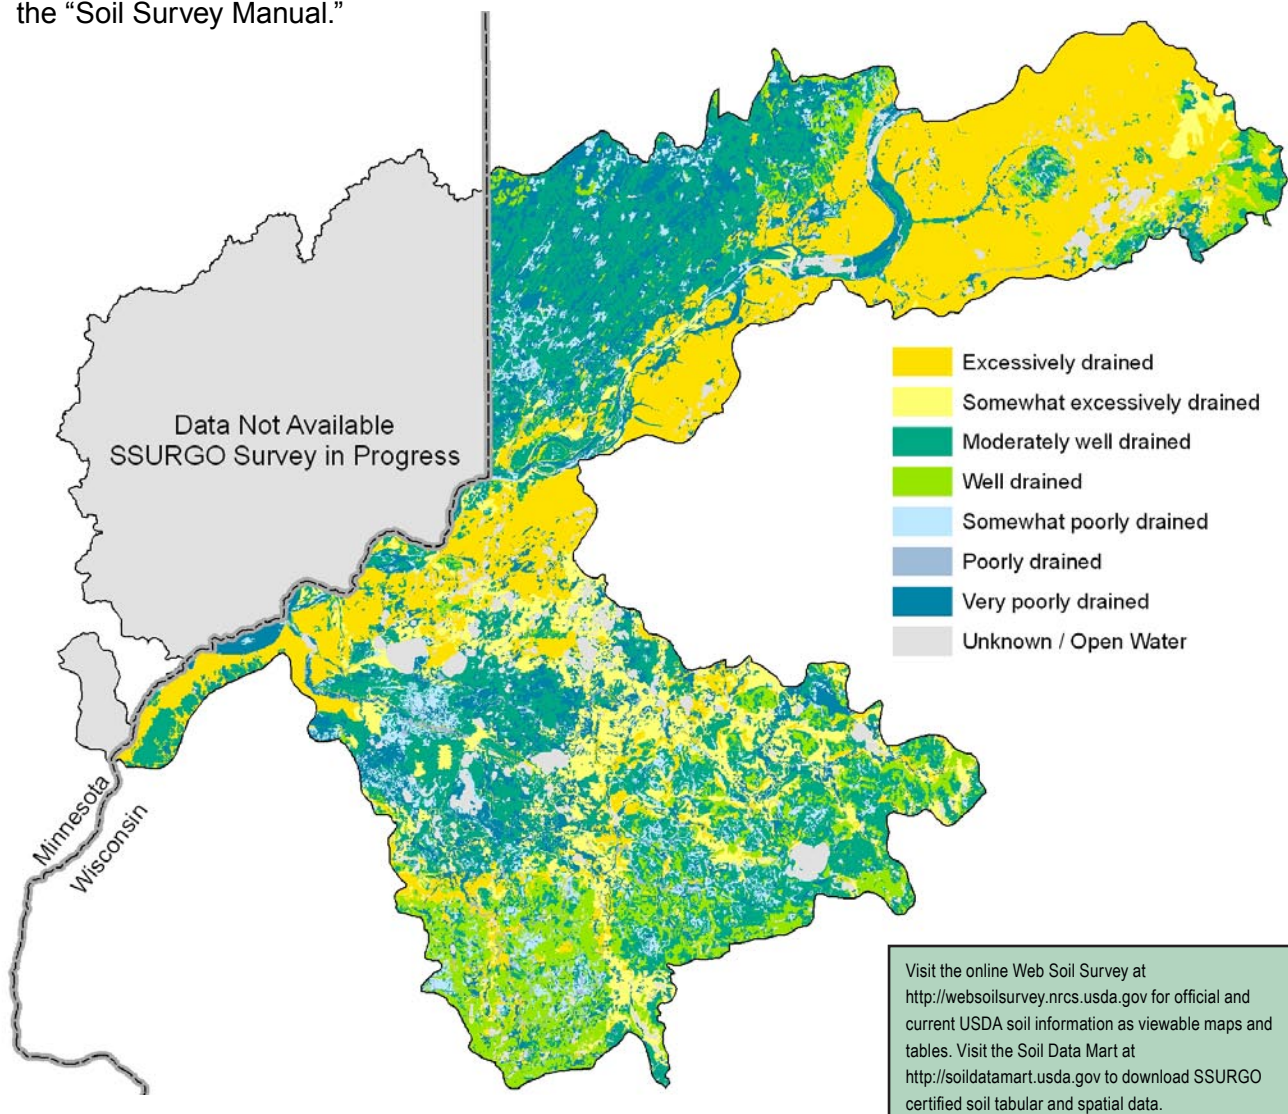 the “Soil Survey Manual.”
Data Not Available
SSURGO Survey in Progress
Excessively drained
Somewhat excessively drained
Moderately well drained
Well drained
Somewhat poorly drained
Poorly drained
Very poorly drained
Unknown / Open Water
Minnesota
Wisconsin
Visit the online Web Soil Survey at
http://websoilsurvey.nrcs.usda.gov for official and
current USDA soil information as viewable maps and
tables. Visit the Soil Data Mart at
http://soildatamart.usda.gov to download SSURGO
certified soil tabular and spatial data.